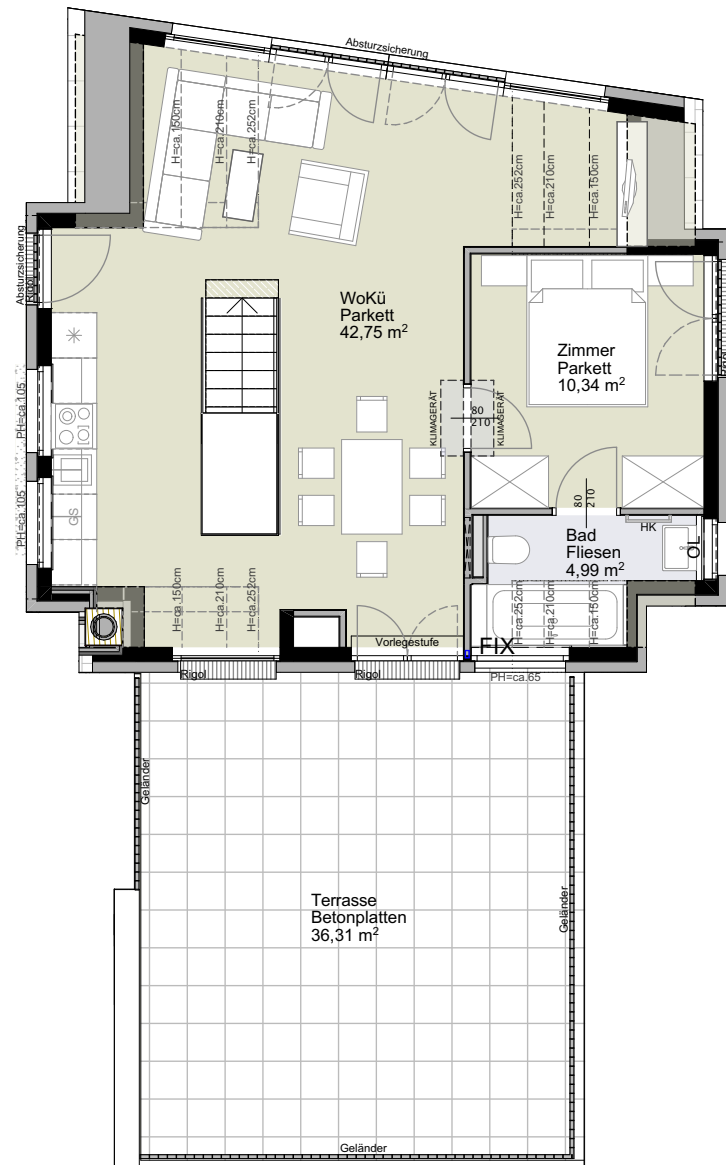 Absturzsicherung
H=ca.150cm
H=ca.210cm
H=ca.252cm
H=ca.252cm
H=ca.210cm
H=ca.150cm
Absturzsicherung
Rigol
WoKü
Parkett
42,75 m²
Zimmer
Parkett
10,34 m²
KLIMAGERÄT
80
210
KLIMAGERÄT
PH=ca.105
PH=ca.105
GS
80
210
HK
Bad
Fliesen
4,99 m²
OL
H=ca.150cm
H=ca.210cm
H=ca.252cm
H=ca.252cm
H=ca.210cm
H=ca.150cm
Vorlegestufe
FIX
Rigol
Rigol
PH=ca.65
Geländer
Terrasse
Betonplatten
36,31 m²
Geländer
Geländer